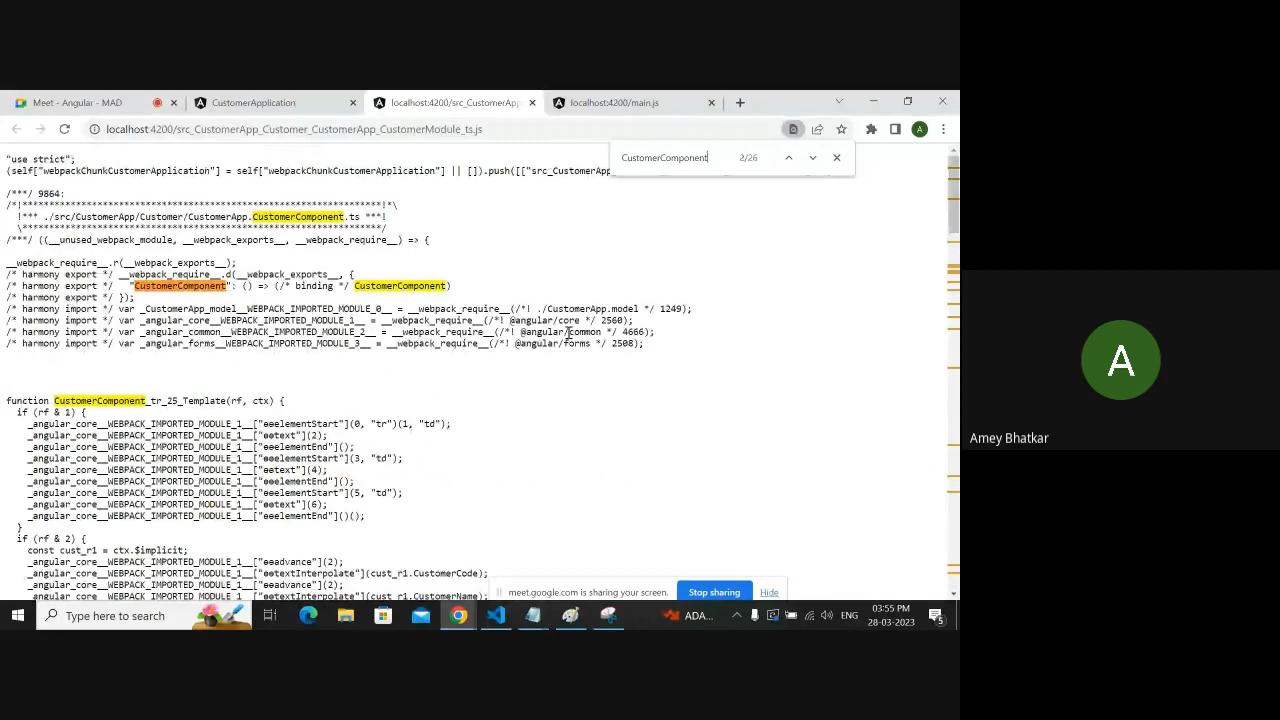 Meet - Angular - MAD
CustomerApplication
localhost:4200/src_CustomerApp
localhost:4200/main.js
localhost:4200/src_CustomerApp_Customer_CustomerApp_CustomerModule_ts.js
A
CustomerComponent
2/26
"use strict";
(self["webpackChunkCustomerApplication"] = self["webpackChunkCustomerApplication"] || []).push([["src_CustomerApp
/***/ 9864:
/*!***************************************************************!*\
!*** ./src/CustomerApp/Customer/CustomerApp.CustomerComponent.ts ***!
\***************************************************************/
/***/ ((__unused_webpack_module, __webpack_exports__, __webpack_require__) => {
__webpack_require__.r(__webpack_exports__);
/* harmony export */ __webpack_require__.d(__webpack_exports__, {
/* harmony export */ "CustomerComponent": () => (/* binding */ CustomerComponent)
/* harmony export */ });
/* harmony import */ var _CustomerApp_model__WEBPACK_IMPORTED_MODULE_0__ = __webpack_require__(/*! ./CustomerApp.model */ 1249);
/* harmony import */ var _angular_core__WEBPACK_IMPORTED_MODULE_1__ = __webpack_require__(/*! @angular/core */ 2560);
/* harmony import */ var _angular_common__WEBPACK_IMPORTED_MODULE_2__ = __webpack_require__(/*! @angular/common */ 4666);
/* harmony import */ var _angular_forms__WEBPACK_IMPORTED_MODULE_3__ = __webpack_require__(/*! @angular/forms */ 2508);
function CustomerComponent_tr_25_Template(rf, ctx) {
if (rf & 1) {
_angular_core__WEBPACK_IMPORTED_MODULE_1__["ɵɵelementStart"](0, "tr")(1, "td");
_angular_core__WEBPACK_IMPORTED_MODULE_1__["ɵɵtext"](2);
_angular_core__WEBPACK_IMPORTED_MODULE_1__["ɵɵelementEnd"]();
_angular_core__WEBPACK_IMPORTED_MODULE_1__["ɵɵelementStart"](3, "td");
_angular_core__WEBPACK_IMPORTED_MODULE_1__["ɵɵtext"](4);
_angular_core__WEBPACK_IMPORTED_MODULE_1__["ɵɵelementEnd"]();
_angular_core__WEBPACK_IMPORTED_MODULE_1__["ɵɵelementStart"](5, "td");
_angular_core__WEBPACK_IMPORTED_MODULE_1__["ɵɵtext"](6);
_angular_core__WEBPACK_IMPORTED_MODULE_1__["ɵɵelementEnd"]()();
}
if (rf & 2) {
const cust_r1 = ctx.$implicit;
_angular_core__WEBPACK_IMPORTED_MODULE_1__["ɵɵadvance"](2);
_angular_core__WEBPACK_IMPORTED_MODULE_1__["ɵɵtextInterpolate"](cust_r1.CustomerCode);
_angular_core__WEBPACK_IMPORTED_MODULE_1__["ɵɵadvance"](2);
_angular_core__WEBPACK_IMPORTED_MODULE_1__["ɵɵtextInterpolate"](cust_r1.CustomerName);
meet.google.com is sharing your screen.
Stop sharing
Hide
Type here to search
ADA...
ENG
03:55 PM
28-03-2023
5
A
Amey Bhatkar